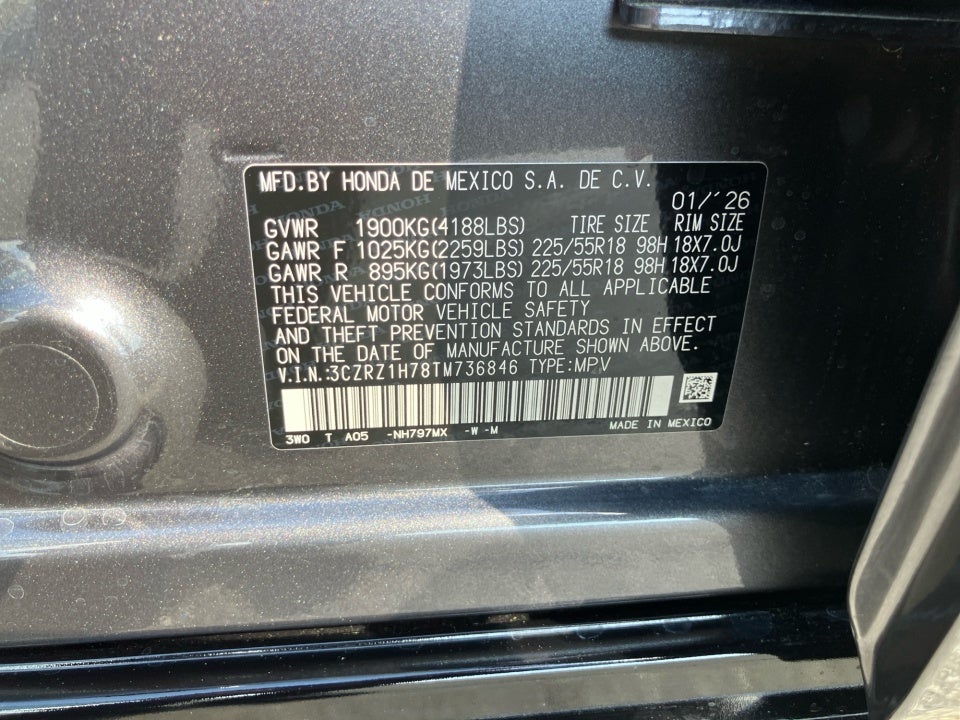 MFD.BY HONDA DE MEXICO S.A. DE C.V.
01/'26
GVWR 1900KG(4188LBS) TIRE SIZE RIM SIZE
GAWR F 1025KG(2259LBS) 225/55R18 98H 18X7.0J
GAWR R 895KG(1973LBS) 225/55R18 98H 18X7.0J
THIS VEHICLE CONFORMS TO ALL APPLICABLE
FEDERAL MOTOR VEHICLE SAFETY
AND THEFT PREVENTION STANDARDS IN EFFECT
ON THE DATE OF MANUFACTURE SHOWN ABOVE.
V.I.N.:3CZRZ1H78TM736846 TYPE:MPV
3W0 T A05 -NH797MX -W -M MADE IN MEXICO